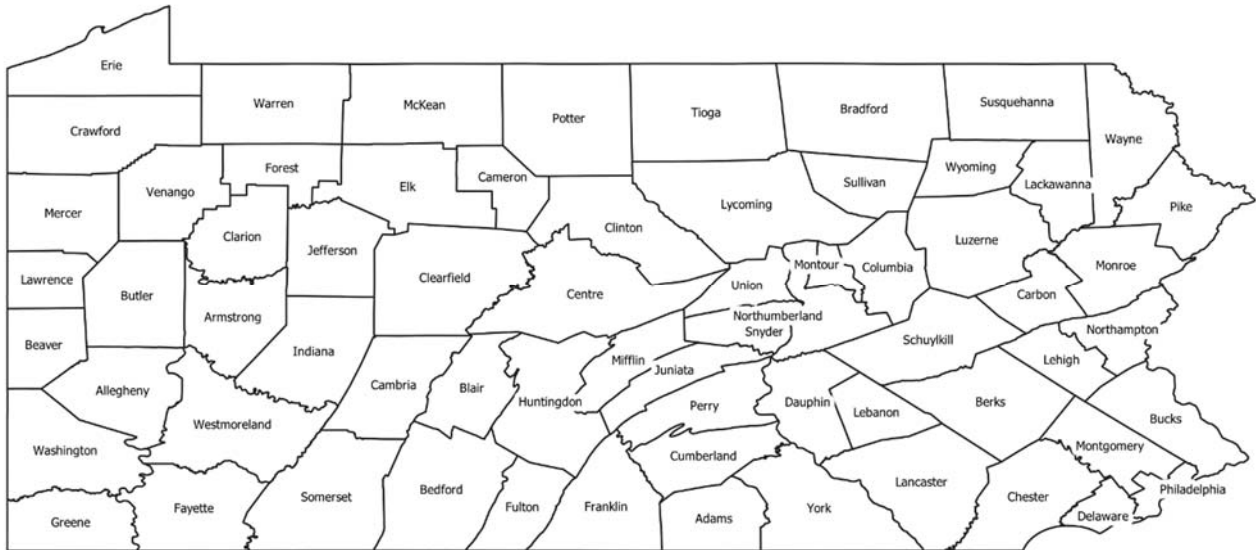 Erie
Warren
McKean
Potter
Tioga
Bradford
Susquehanna
Crawford
Wayne
Forest
Elk
Cameron
Sullivan
Wyoming
Lackawanna
Venango
Mercer
Lycoming
Pike
Clarion
Clinton
Jefferson
Luzerne
Clearfield
Montour
Columbia
Monroe
Lawrence
Butler
Centre
Union
Carbon
Armstrong
Northumberland
Northampton
Snyder
Beaver
Indiana
Schuylkill
Mifflin
Lehigh
Juniata
Allegheny
Cambria
Blair
Huntingdon
Perry
Dauphin
Lebanon
Berks
Bucks
Westmoreland
Montgomery
Washington
Cumberland
Lancaster
Somerset
Bedford
Fulton
Franklin
Philadelphia
Chester
Fayette
York
Adams
Delaware
Greene